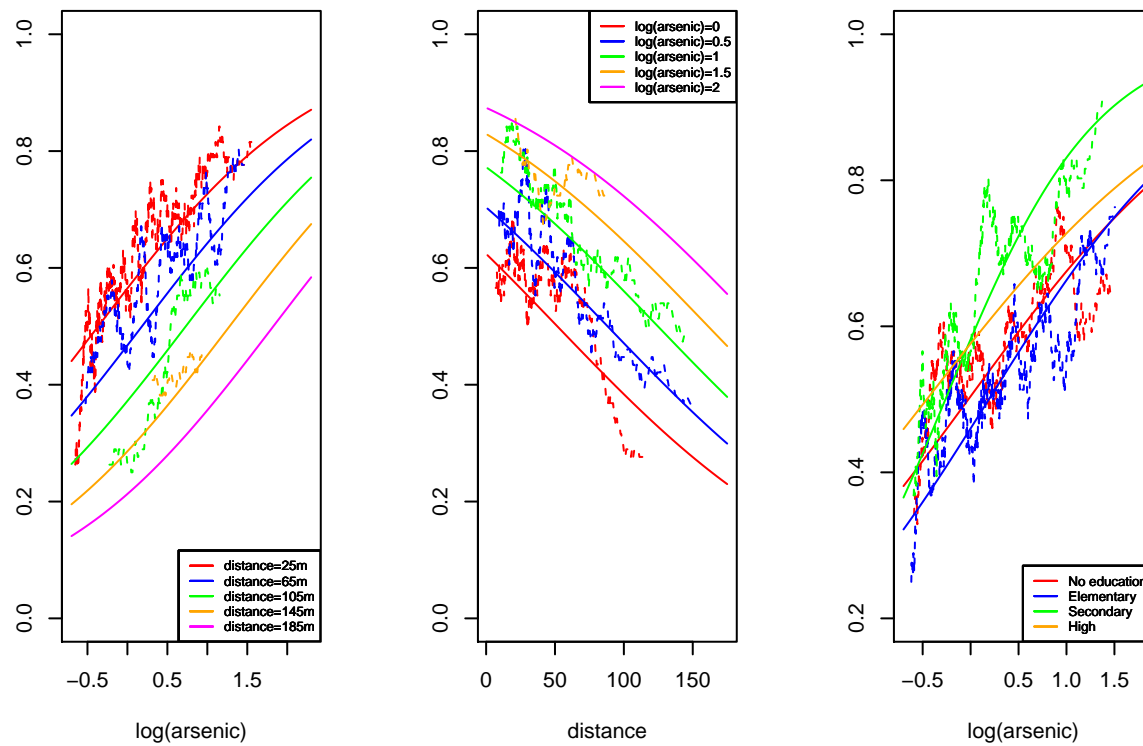 1.0
0.8
0.6
0.4
0.2
0.0
−0.5 0.5 1.5
log(arsenic)
distance=25m
distance=65m
distance=105m
distance=145m
distance=185m
1.0
0.8
0.6
0.4
0.2
0.0
0 50 100 150
distance
log(arsenic)=0
log(arsenic)=0.5
log(arsenic)=1
log(arsenic)=1.5
log(arsenic)=2
1.0
0.8
0.6
0.4
0.2
−0.5 0.5 1.0 1.5
log(arsenic)
No education
Elementary
Secondary
High